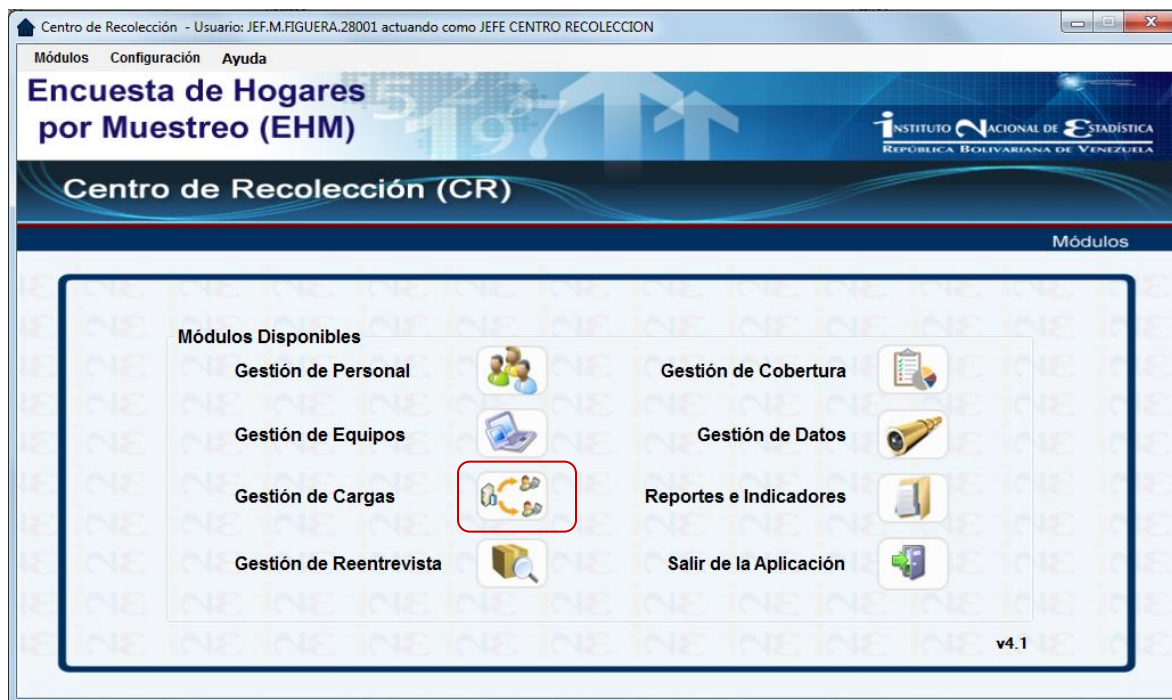 Centro de Recolección - Usuario: JEF.M.FIGUERA.28001 actuando como JEFE CENTRO RECOLECCION
Módulos Configuración Ayuda
Encuesta de Hogares
por Muestreo (EHM)
INSTITUTO NACIONAL DE ESTADÍSTICA
REPÚBLICA BOLIVARIANA DE VENEZUELA
Centro de Recolección (CR)
Módulos
Módulos Disponibles
Gestión de Personal
Gestión de Cobertura
Gestión de Equipos
Gestión de Datos
Gestión de Cargas
Reportes e Indicadores
Gestión de Reentrevista
Salir de la Aplicación
v4.1